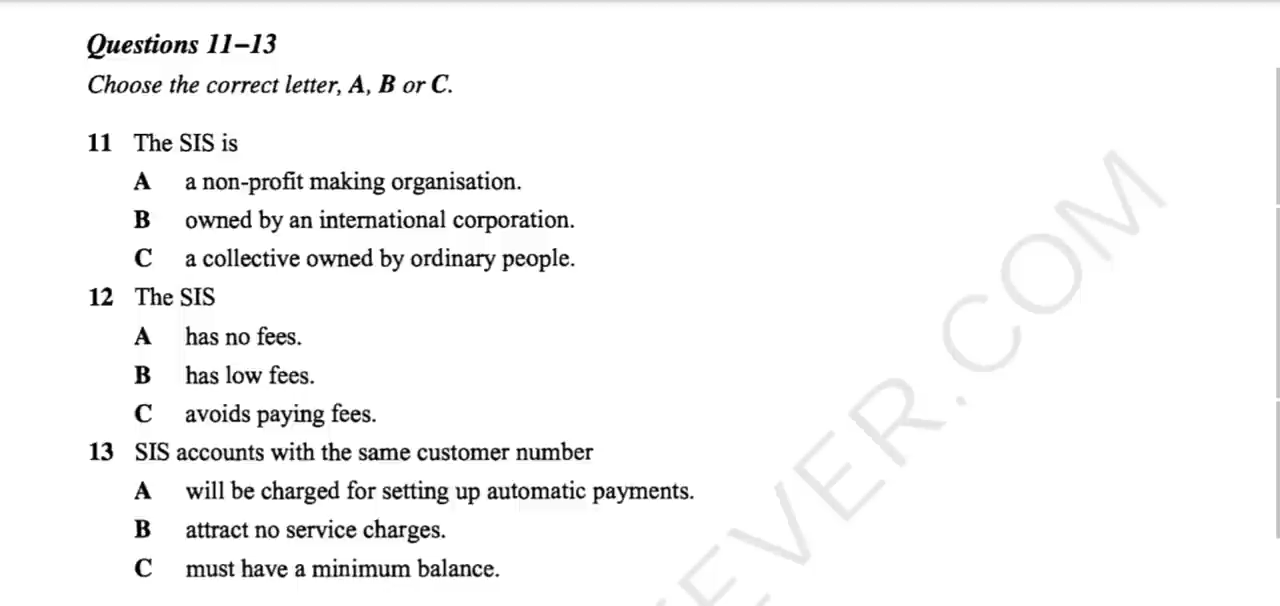 Questions 11–13
Choose the correct letter, A, B or C.
11 The SIS is
A a non-profit making organisation.
B owned by an international corporation.
C a collective owned by ordinary people.
12 The SIS
A has no fees.
B has low fees.
C avoids paying fees.
13 SIS accounts with the same customer number
A will be charged for setting up automatic payments.
B attract no service charges.
C must have a minimum balance.
EVER.COM